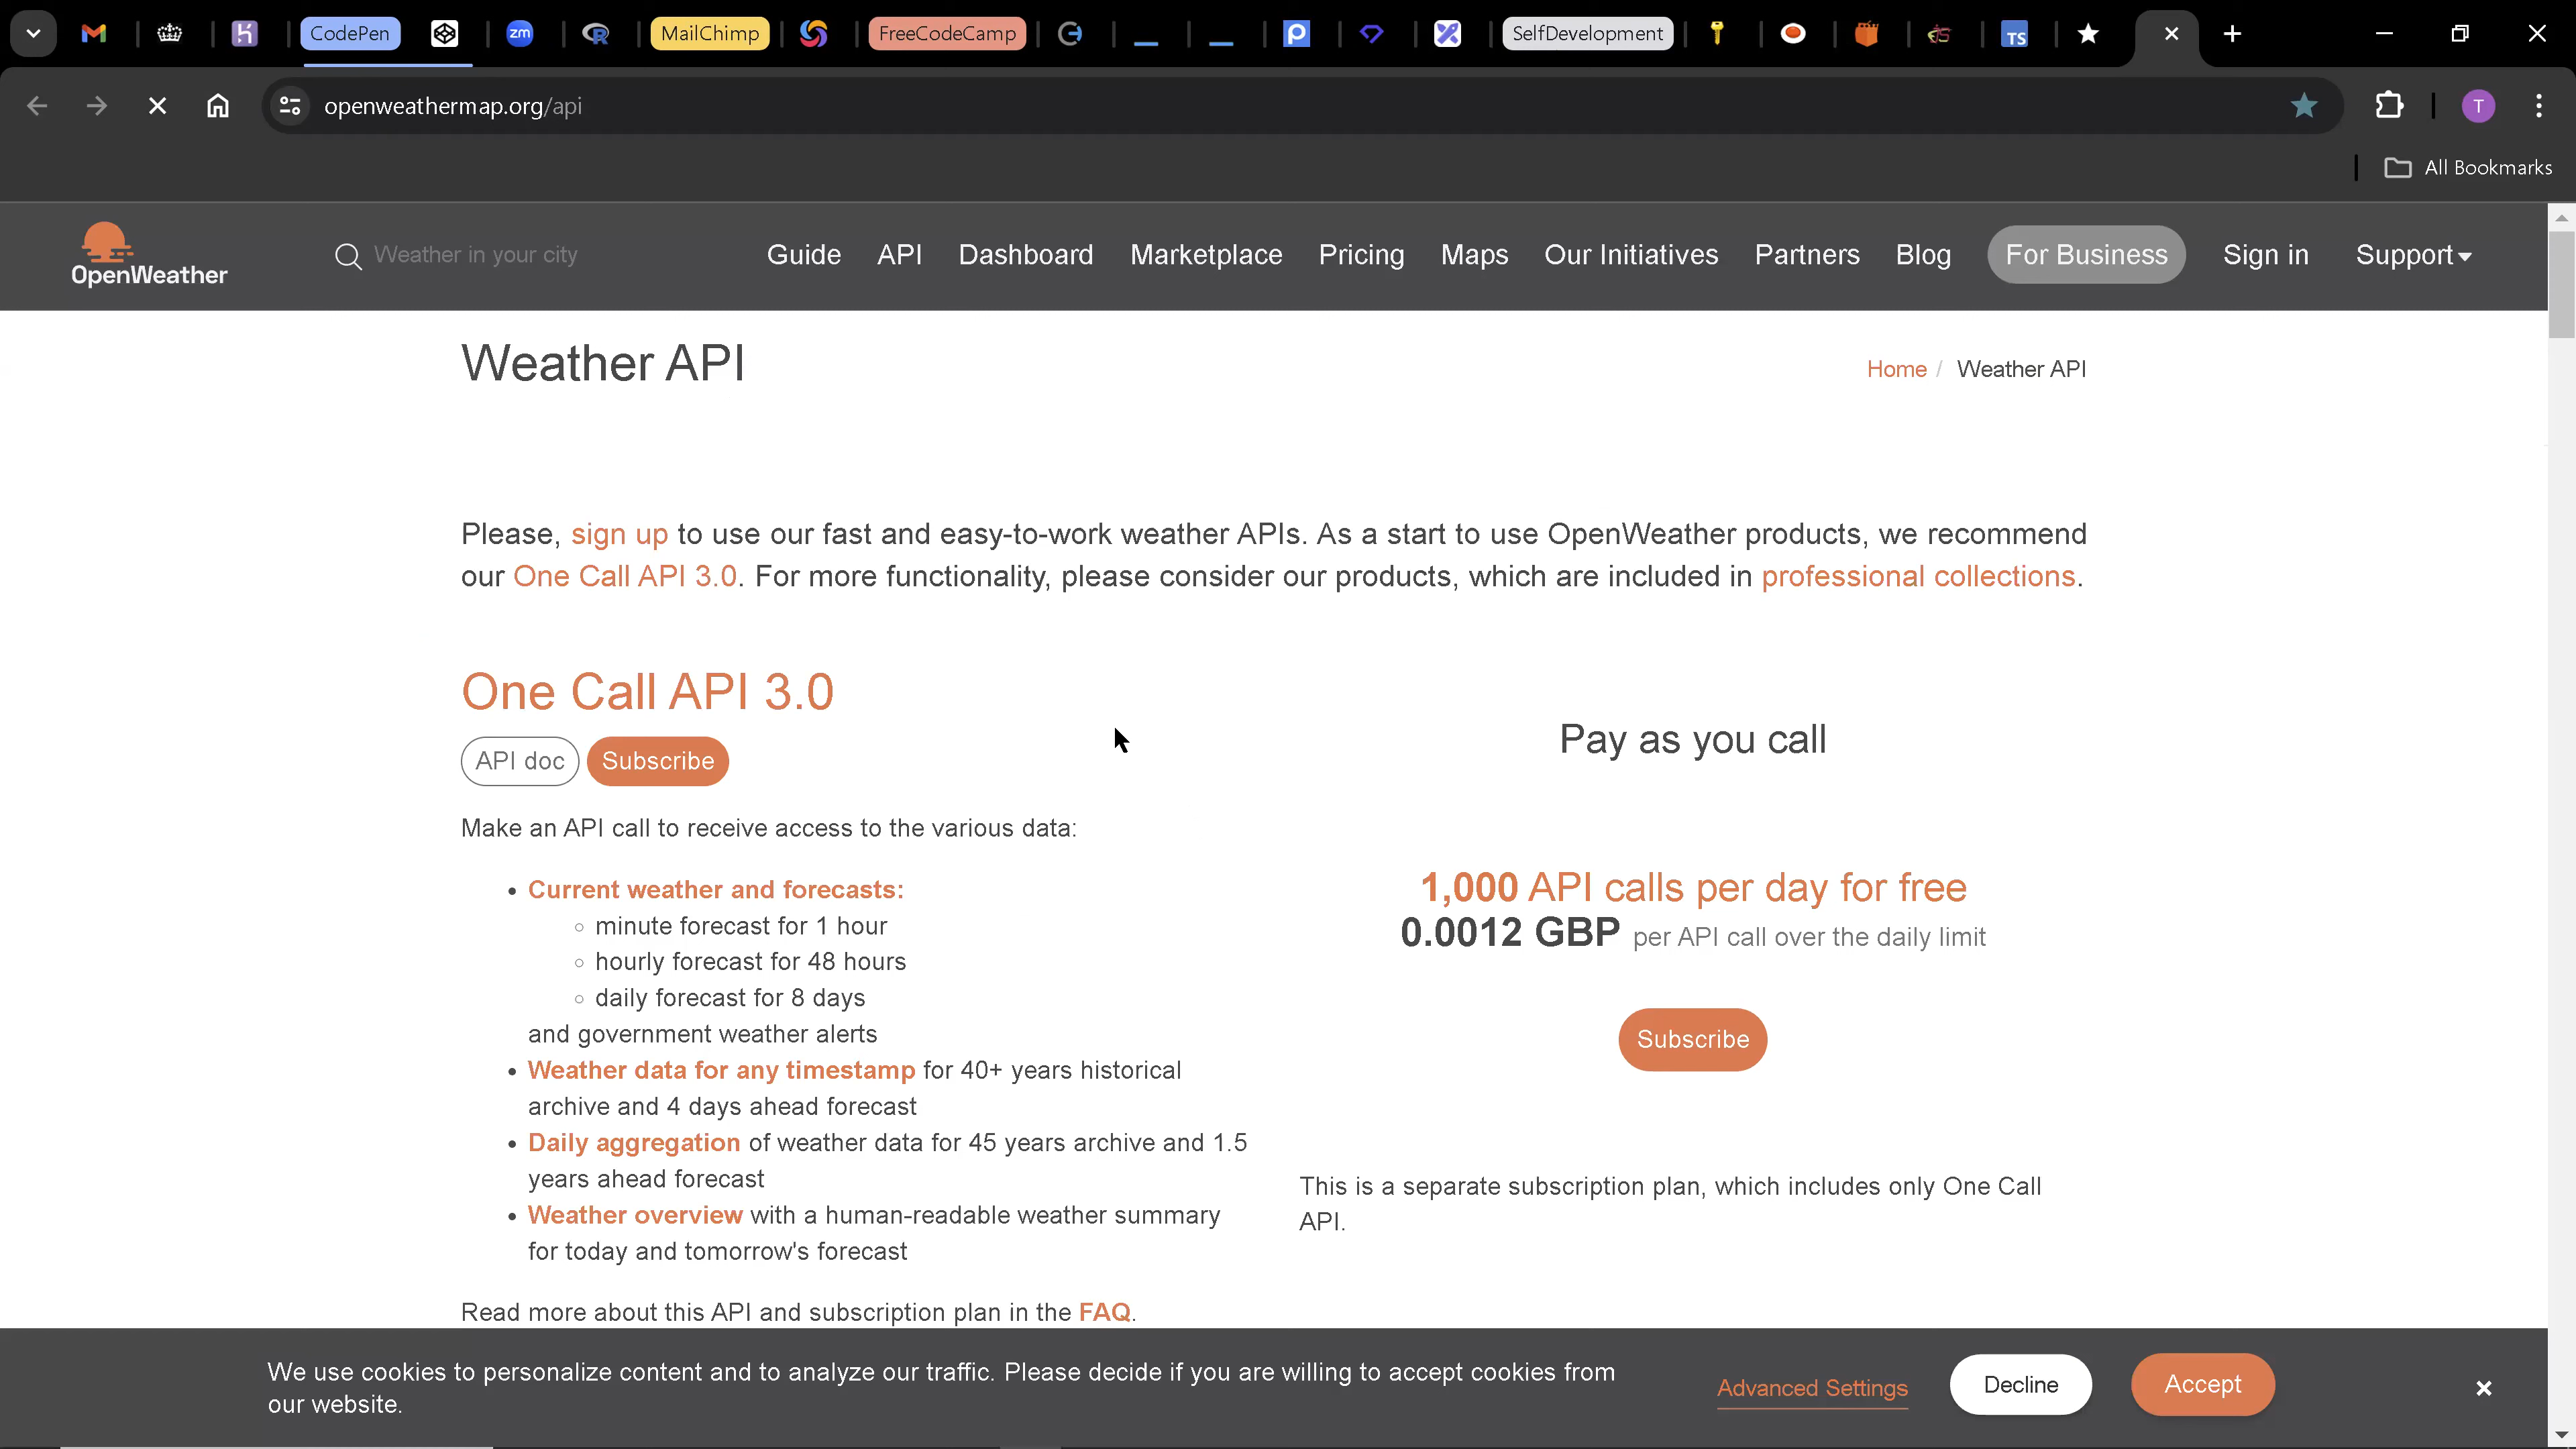 CodePen
zm
R
MailChimp
FreeCodeCamp
SelfDevelopment
TS
openweathermap.org/api
T
All Bookmarks
OpenWeather
Weather in your city
Guide API Dashboard Marketplace Pricing Maps Our Initiatives Partners Blog For Business Sign in Support
Weather API
Home / Weather API
Please, sign up to use our fast and easy-to-work weather APIs. As a start to use OpenWeather products, we recommend
our One Call API 3.0. For more functionality, please consider our products, which are included in professional collections.
One Call API 3.0
API doc Subscribe
Make an API call to receive access to the various data:
• Current weather and forecasts:
○ minute forecast for 1 hour
○ hourly forecast for 48 hours
○ daily forecast for 8 days
and government weather alerts
• Weather data for any timestamp for 40+ years historical
archive and 4 days ahead forecast
• Daily aggregation of weather data for 45 years archive and 1.5
years ahead forecast
• Weather overview with a human-readable weather summary
for today and tomorrow's forecast
Read more about this API and subscription plan in the FAQ.
Pay as you call
1,000 API calls per day for free
0.0012 GBP per API call over the daily limit
Subscribe
This is a separate subscription plan, which includes only One Call
API.
We use cookies to personalize content and to analyze our traffic. Please decide if you are willing to accept cookies from
our website.
Advanced Settings
Decline
Accept